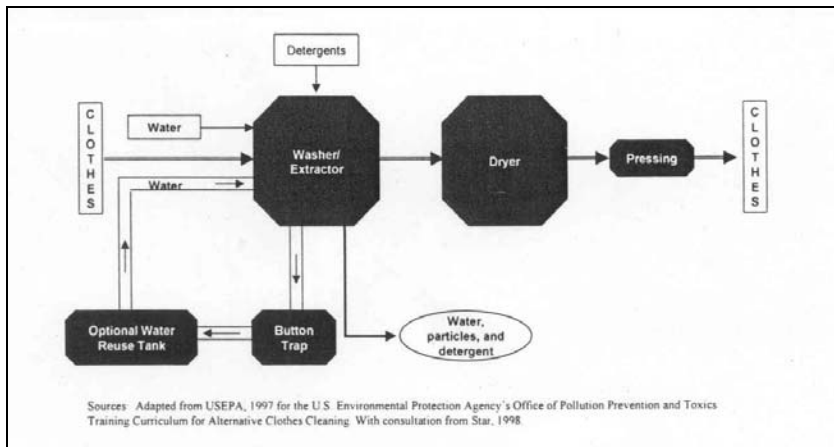 Detergents
CLOTHES
Water
Washer/
Extractor
Dryer
Pressing
CLOTHES
Water
Optional Water
Reuse Tank
Button
Trap
Water,
particles, and
detergent
Sources: Adapted from USEPA, 1997 for the U.S. Environmental Protection Agency's Office of Pollution Prevention and Toxics
Training Curriculum for Alternative Clothes Cleaning. With consultation from Star, 1998.